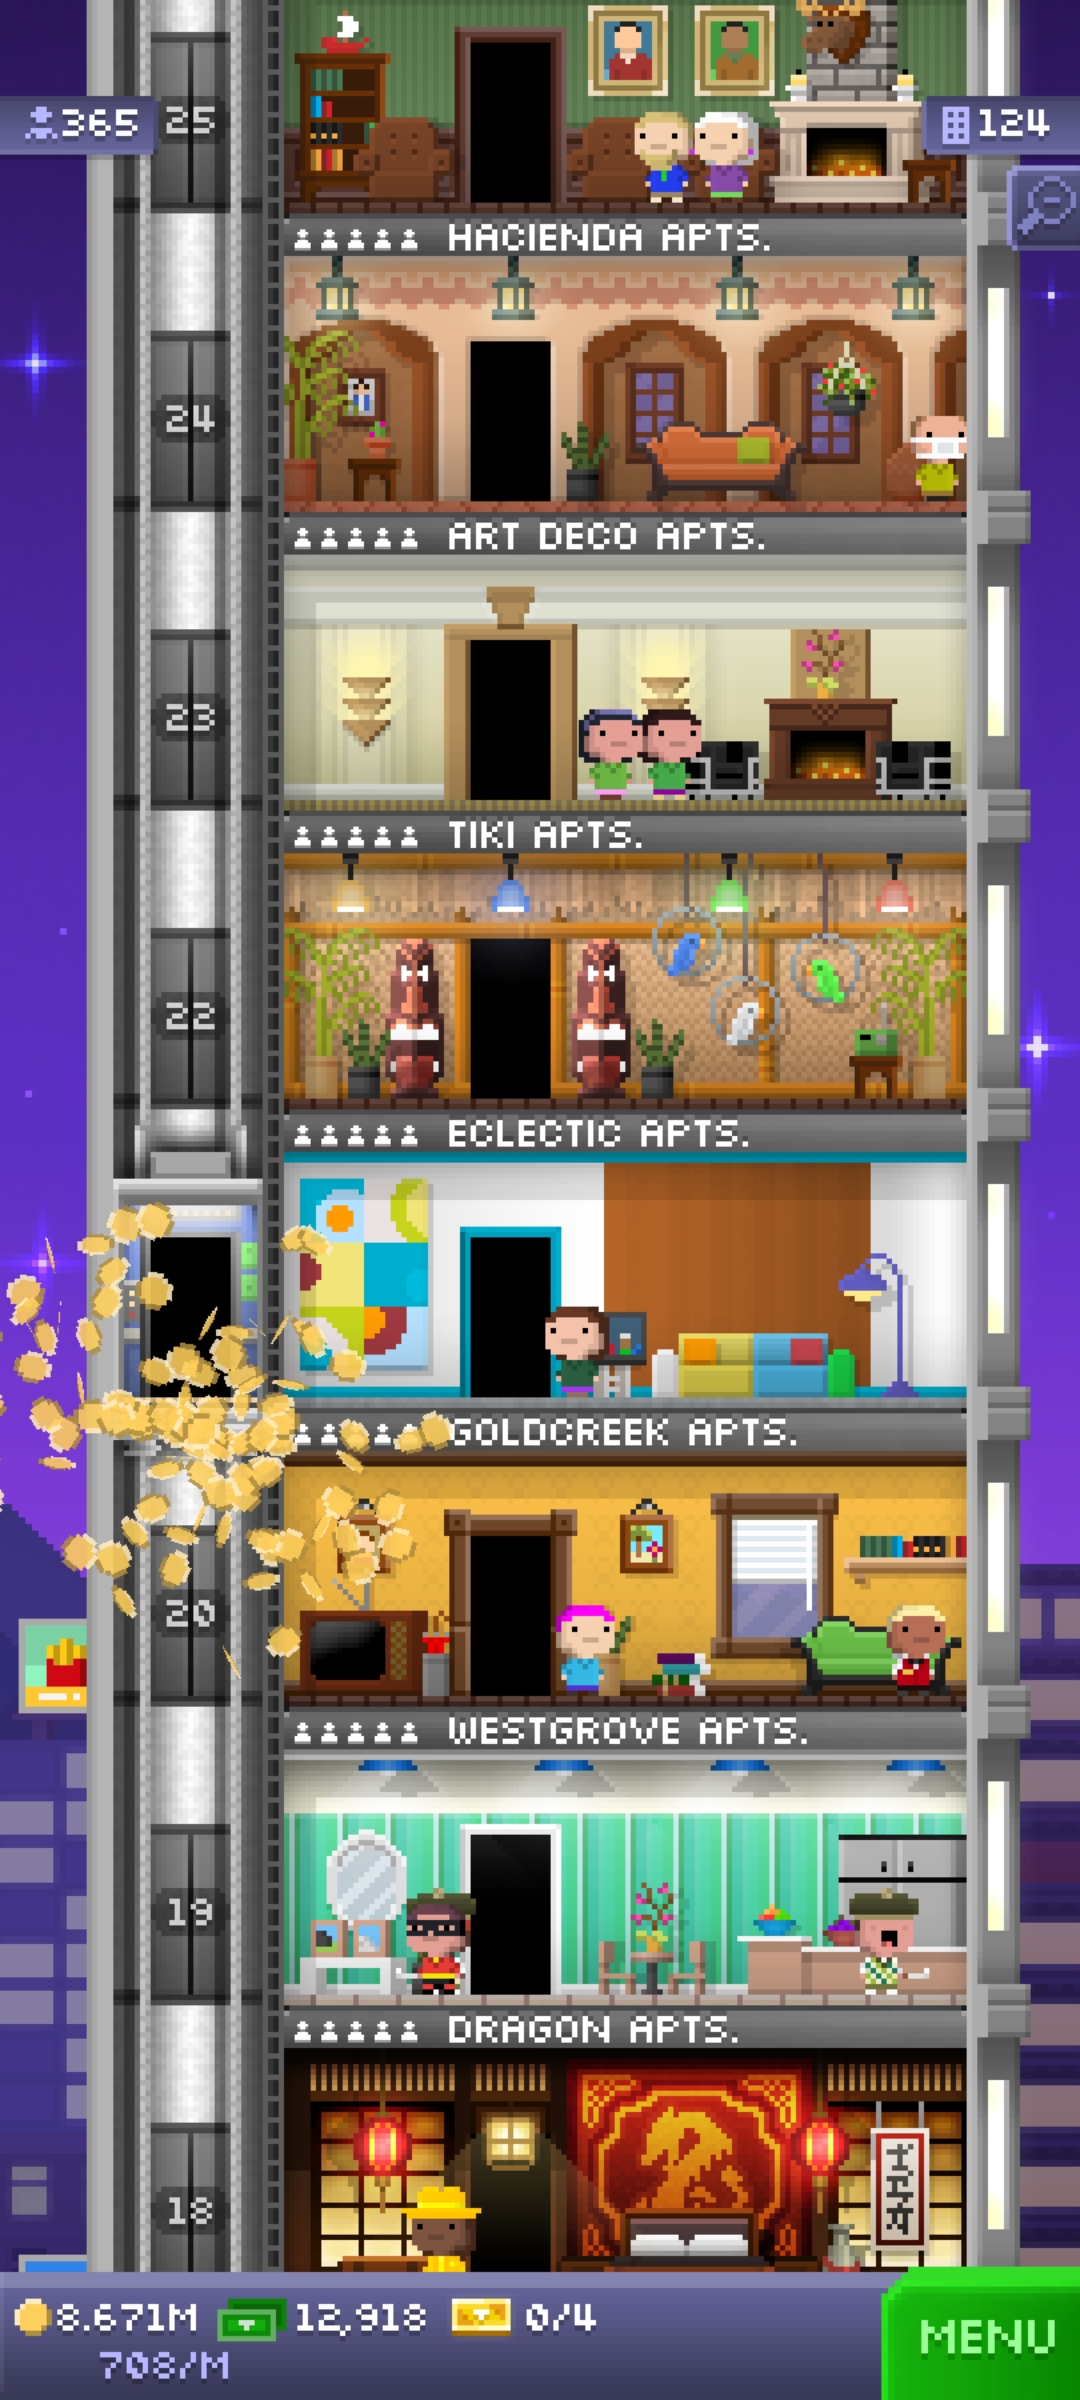 365
25
124
HACIENDA APTS.
24
ART DECO APTS.
23
TIKI APTS.
22
ECLECTIC APTS.
GOLDCREEK APTS.
20
WESTGROVE APTS.
19
DRAGON APTS.
18
8.671M
12,918
0/4
MENU
708/M